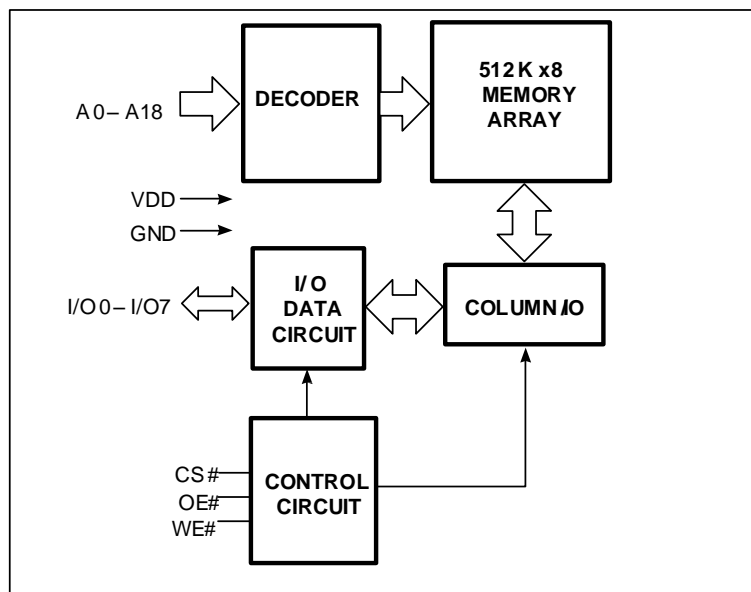 A0–A18
DECODER
512K x8
MEMORY
ARRAY
VDD
GND
I/O0–I/O7
I/O
DATA
CIRCUIT
COLUMN I/O
CS#
OE#
WE#
CONTROL
CIRCUIT